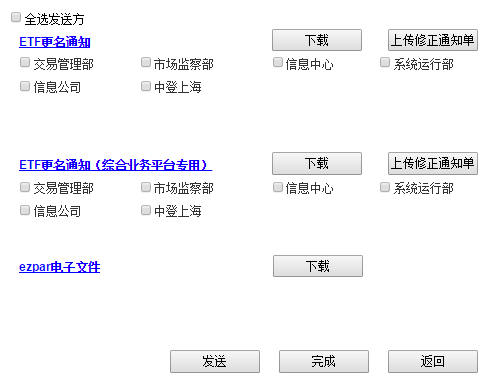 全选发送方
ETF更名通知 下载 上传修正通知单
交易管理部 市场监察部 信息中心 系统运行部
信息公司 中登上海
ETF更名通知（综合业务平台专用） 下载 上传修正通知单
交易管理部 市场监察部 信息中心 系统运行部
信息公司 中登上海
ezpar电子文件 下载
发送 完成 返回